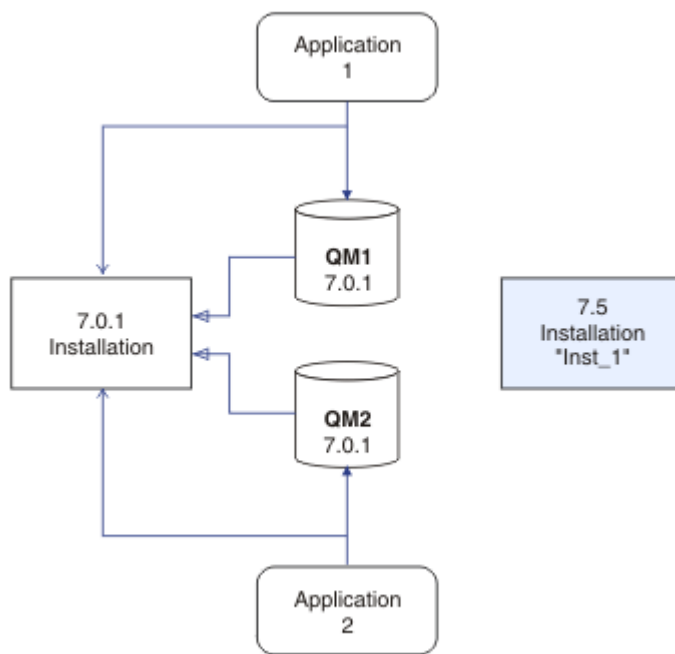 Application
1
QM1
7.0.1
7.0.1
Installation
7.5
Installation
"Inst_1"
QM2
7.0.1
Application
2